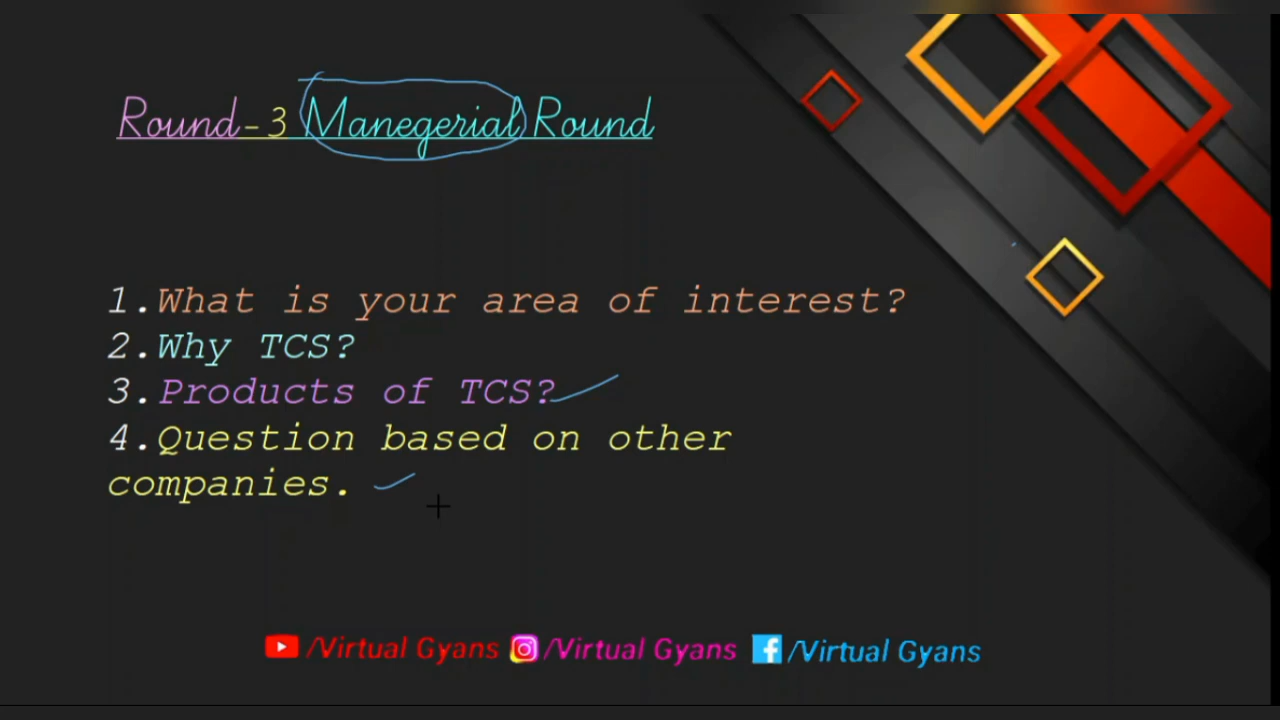 Round-3 Manegerial Round
1.What is your area of interest?
2.Why TCS?
3.Products of TCS?
4.Question based on other
companies.
/Virtual Gyans /Virtual Gyans /Virtual Gyans